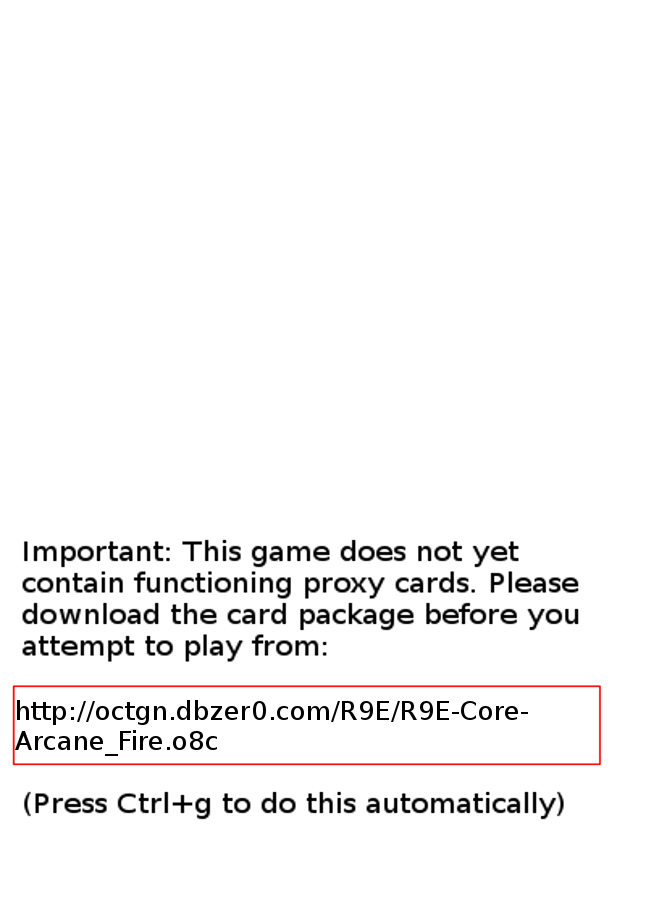 Important: This game does not yet
contain functioning proxy cards. Please
download the card package before you
attempt to play from:
http://octgn.dbzer0.com/R9E/R9E-Core-
Arcane_Fire.o8c
(Press Ctrl+g to do this automatically)